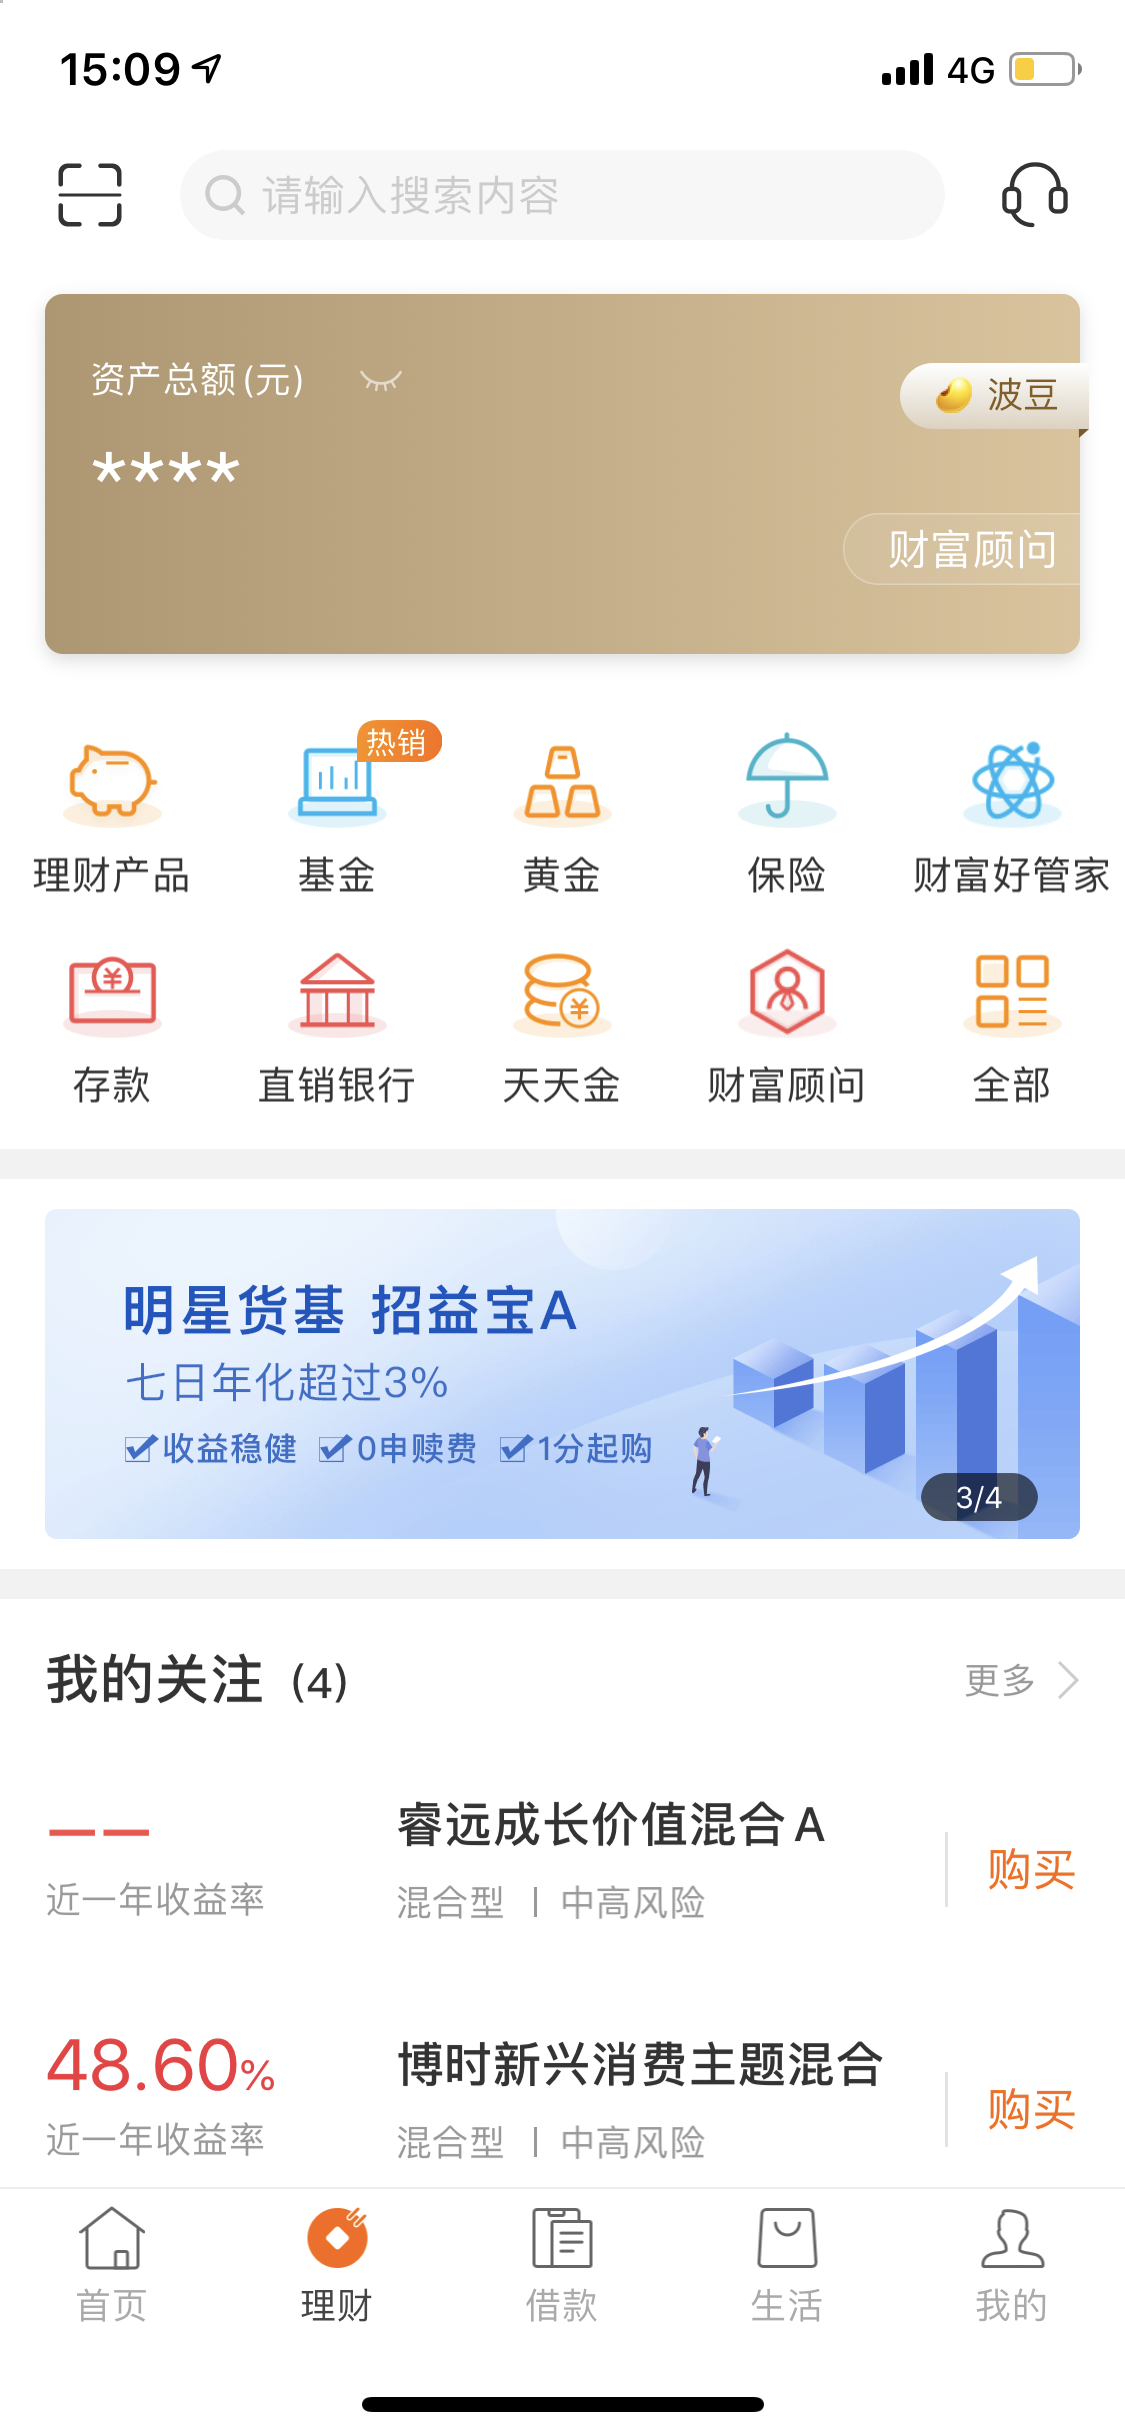 15:09
4G
请输入搜索内容
资产总额(元)
波豆
****
财富顾问
热销
理财产品
基金
黄金
保险
财富好管家
存款
直销银行
天天金
财富顾问
全部
明星货基 招益宝A
七日年化超过3%
收益稳健 0申赎费 1分起购
3/4
我的关注 (4)
更多
睿远成长价值混合A
——
购买
近一年收益率
混合型 | 中高风险
博时新兴消费主题混合
48.60%
购买
近一年收益率
混合型 | 中高风险
首页
理财
借款
生活
我的